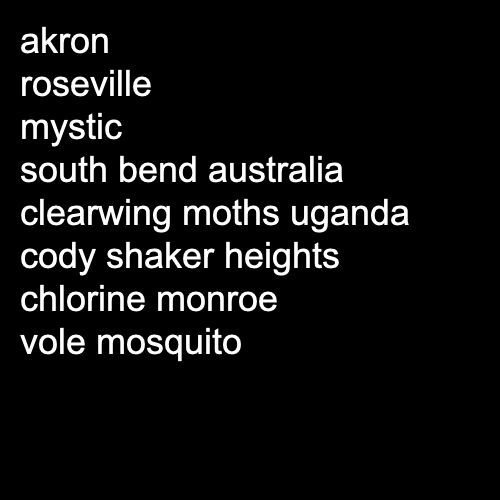 akron
roseville
mystic
south bend australia
clearwing moths uganda
cody shaker heights
chlorine monroe
vole mosquito